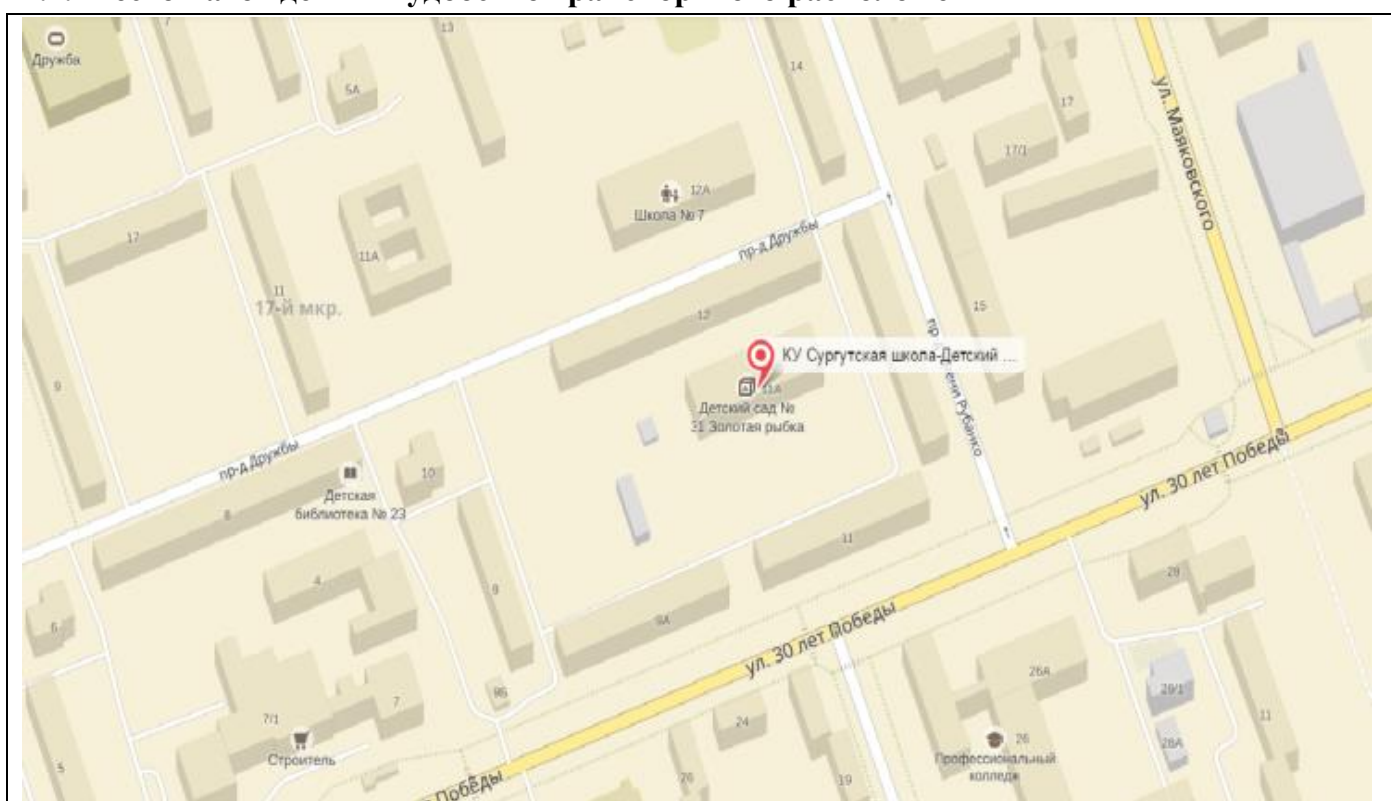 Дружба
13
5А
14
17
17/1
ул. Маяковского
12А
Школа № 7
17
11А
11
17-й мкр.
пр-д Дружбы
12
15
КУ Сургутская школа-Детский ...
11А
Детский сад №
31 Золотая рыбка
9
пр-д Дружбы
8
Детская
библиотека № 23
10
ул. 30 лет Победы
11
4
9
9А
ул. 30 лет Победы
28
6
9Б
26А
29/1
7/1
7
24
11
Строитель
26
Профессиональный
колледж
28А
5
Победы
26
19